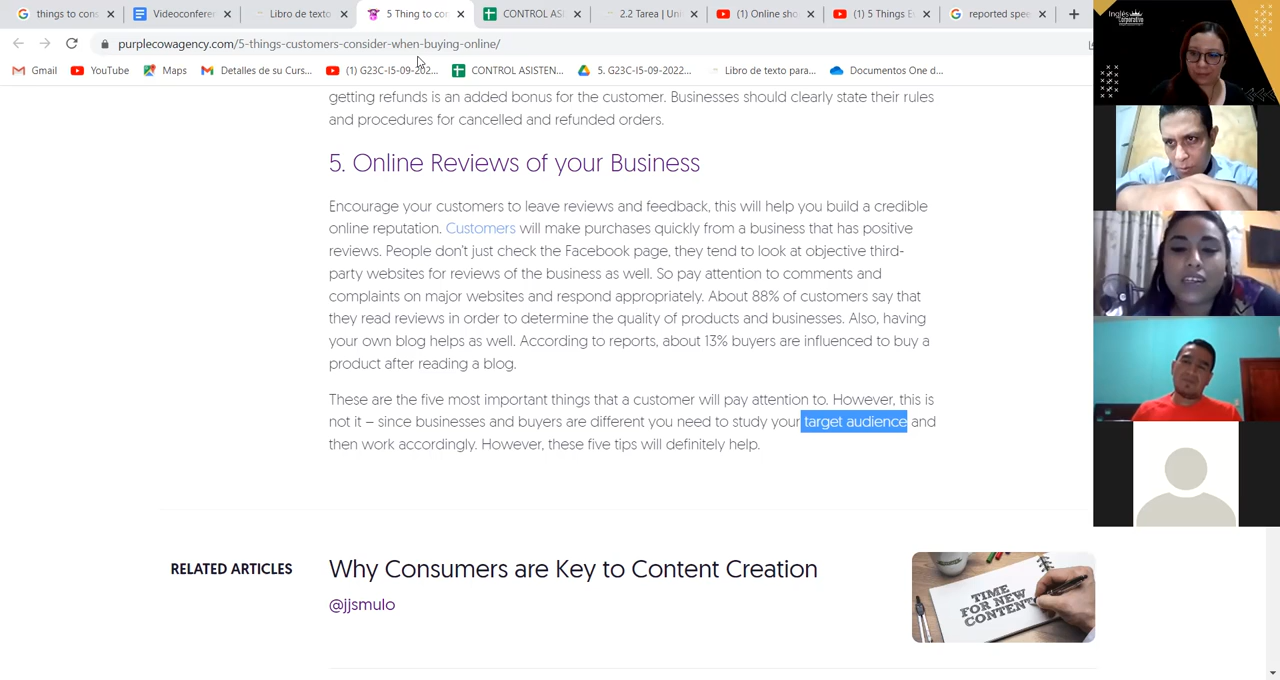 things to cons
Videoconferen
Libro de texto
5 Thing to co
CONTROL AS
2.2 Tarea | Un
(1) Online sho
(1) 5 Things E
reported spee
purplecowagency.com/5-things-customers-consider-when-buying-online/
Gmail
YouTube
Maps
Detalles de su Curs...
(1) G23C-I5-09-202...
CONTROL ASISTEN...
5. G23C-I5-09-2022...
Libro de texto para...
Documentos One d...
Inglés
Corporativo
getting refunds is an added bonus for the customer. Businesses should clearly state their rules
and procedures for cancelled and refunded orders.
5. Online Reviews of your Business
Encourage your customers to leave reviews and feedback, this will help you build a credible
online reputation. Customers will make purchases quickly from a business that has positive
reviews. People don't just check the Facebook page, they tend to look at objective third-
party websites for reviews of the business as well. So pay attention to comments and
complaints on major websites and respond appropriately. About 88% of customers say that
they read reviews in order to determine the quality of products and businesses. Also, having
your own blog helps as well. According to reports, about 13% buyers are influenced to buy a
product after reading a blog.
These are the five most important things that a customer will pay attention to. However, this is
not it – since businesses and buyers are different you need to study your target audience and
then work accordingly. However, these five tips will definitely help.
RELATED ARTICLES
Why Consumers are Key to Content Creation
@jjsmulo
TIME
FOR NEW
CONTENT